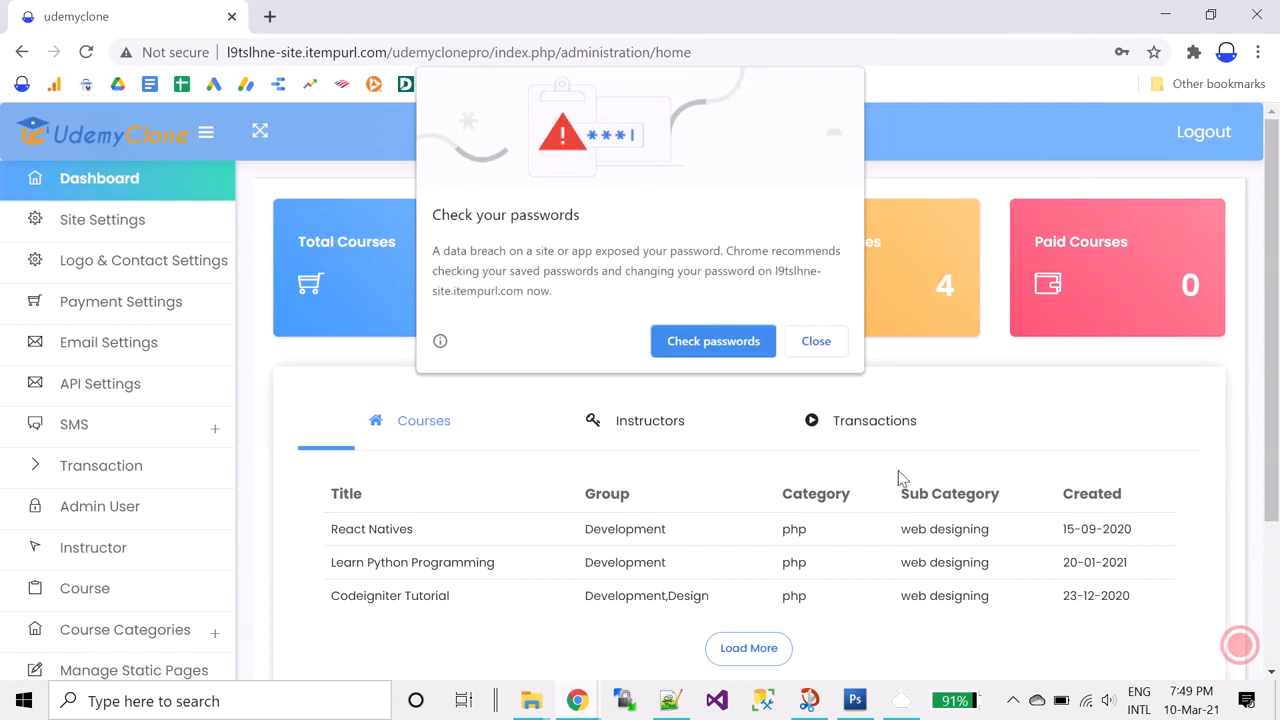 udemyclone
Not secure
l9tslhne-site.itempurl.com/udemyclonepro/index.php/administration/home
Other bookmarks
UdemyClone
Logout
Dashboard
Site Settings
Logo & Contact Settings
Payment Settings
Email Settings
API Settings
SMS
Transaction
Admin User
Instructor
Course
Course Categories
Manage Static Pages
***|
Check your passwords
A data breach on a site or app exposed your password. Chrome recommends
checking your saved passwords and changing your password on l9tslhne-
site.itempurl.com now.
Check passwords
Close
Total Courses
es
4
Paid Courses
0
Courses
Instructors
Transactions
Title Group Category Sub Category Created
React Natives Development php web designing 15-09-2020
Learn Python Programming Development php web designing 20-01-2021
Codeigniter Tutorial Development,Design php web designing 23-12-2020
Load More
Type here to search
Ps
91%
ENG
INTL
7:49 PM
10-Mar-21